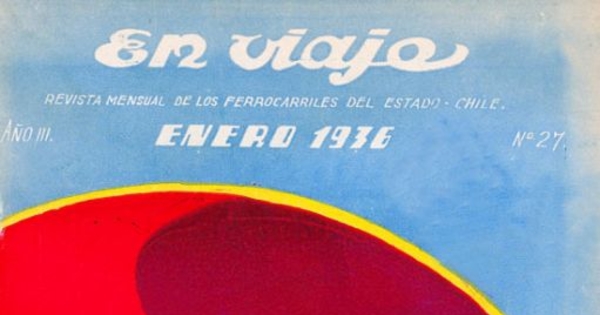 En viaje
REVISTA MENSUAL DE LOS FERROCARRILES DEL ESTADO - CHILE.
AÑO III.
ENERO 1936
Nº 27.